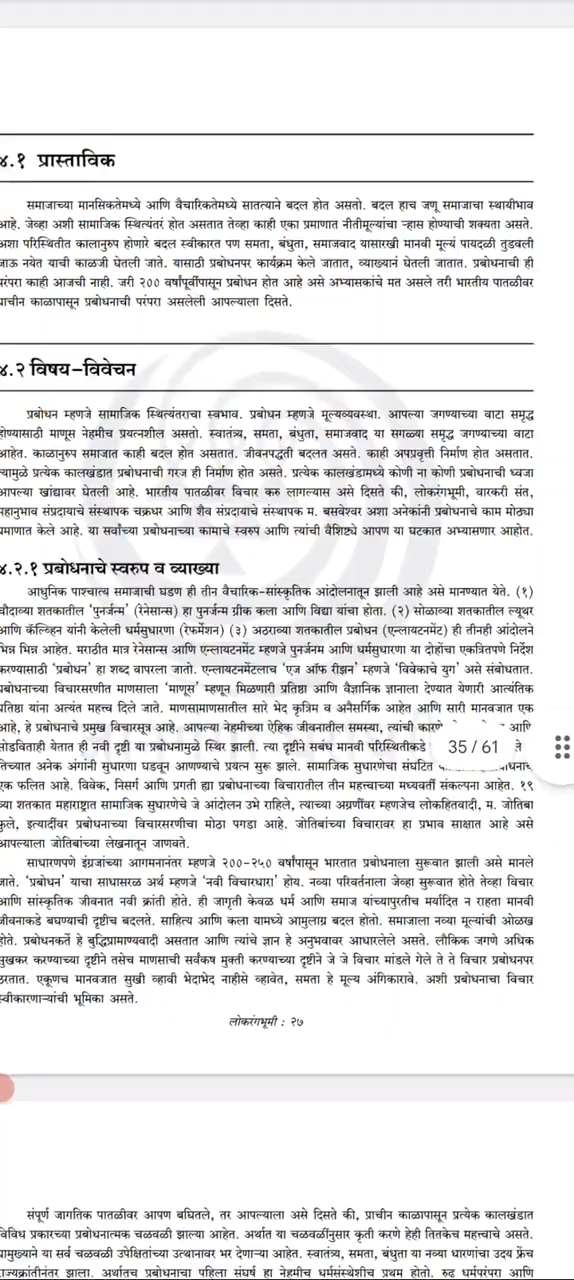 ४.१ प्रास्ताविक
समाजाच्या मानसिकतेमध्ये आणि वैचारिकतेमध्ये सातत्याने बदल होत असतो. बदल हाच जणू समाजाचा स्थायीभाव
आहे. जेव्हा अशी सामाजिक स्थित्यंतरं होत असतात तेव्हा काही एका प्रमाणात नीतीमूल्यांचा ऱ्हास होण्याची शक्यता असते.
अशा परिस्थितीत कालानुरुप होणारे बदल स्वीकारत पण समता, बंधुता, समाजवाद यासारखी मानवी मूल्यं पायदळी तुडवली
जाऊ नयेत याची काळजी घेतली जाते. यासाठी प्रबोधनपर कार्यक्रम केले जातात, व्याख्यानं घेतली जातात. प्रबोधनाची ही
परंपरा काही आजची नाही. जरी २०० वर्षांपूर्वीपासून प्रबोधन होत आहे असे अभ्यासकांचे मत असले तरी भारतीय पातळीवर
प्राचीन काळापासून प्रबोधनाची परंपरा असलेली आपल्याला दिसते.
४.२ विषय-विवेचन
प्रबोधन म्हणजे सामाजिक स्थित्यंतराचा स्वभाव. प्रबोधन म्हणजे मूल्यव्यवस्था. आपल्या जगण्याच्या वाटा समृद्ध
होण्यासाठी माणूस नेहमीच प्रयत्नशील असतो. स्वातंत्र्य, समता, बंधुता, समाजवाद या सगळ्या समृद्ध जगण्याच्या वाटा
आहेत. काळानुरुप समाजात काही बदल होत असतात. जीवनपद्धती बदलत असते. काही अपप्रवृत्ती निर्माण होत असतात.
त्यामुळे प्रत्येक कालखंडात प्रबोधनाची गरज ही निर्माण होत असते. प्रत्येक कालखंडामध्ये कोणी ना कोणी प्रबोधनाची ध्वजा
आपल्या खांद्यावर घेतली आहे. भारतीय पातळीवर विचार करु लागल्यास असे दिसते की, लोकरंगभूमी, वारकरी संत,
महानुभाव संप्रदायाचे संस्थापक चक्रधर आणि शैव संप्रदायाचे संस्थापक म. बसवेश्वर अशा अनेकांनी प्रबोधनाचे काम मोठ्या
प्रमाणात केले आहे. या सर्वांच्या प्रबोधनाच्या कामाचे स्वरुप आणि त्यांची वैशिष्ट्ये आपण या घटकात अभ्यासणार आहोत.
४.२.१ प्रबोधनाचे स्वरुप व व्याख्या
आधुनिक पाश्चात्य समाजाची घडण ही तीन वैचारिक-सांस्कृतिक आंदोलनातून झाली आहे असे मानण्यात येते. (१)
चौदाव्या शतकातील 'पुनर्जन्म' (रेनेसान्स) हा पुनर्जन्म ग्रीक कला आणि विद्या यांचा होता. (२) सोळाव्या शतकातील ल्यूथर
आणि कॅल्व्हिन यांनी केलेली धर्मसुधारणा (रेफर्मेशन) (३) अठराव्या शतकातील प्रबोधन (एन्लायटनमेंट) ही तीनही आंदोलने
भिन्न भिन्न आहेत. मराठीत मात्र रेनेसान्स आणि एन्लायटनमेंट म्हणजे पुनर्जन्म आणि धर्मसुधारणा या दोहोंचा एकत्रितपणे निर्देश
करण्यासाठी 'प्रबोधन' हा शब्द वापरला जातो. एन्लायटनमेंटलाच 'एज ऑफ रीझन' म्हणजे 'विवेकाचे युग' असे संबोधतात.
प्रबोधनाच्या विचारसरणीत माणसाला 'माणूस' म्हणून मिळणारी प्रतिष्ठा आणि वैज्ञानिक ज्ञानाला देण्यात येणारी आत्यंतिक
प्रतिष्ठा यांना अत्यंत महत्त्व दिले जाते. माणसामाणसातील सारे भेद कृत्रिम व अनैसर्गिक आहेत आणि सारी मानवजात एक
आहे, हे प्रबोधनाचे प्रमुख विचारसूत्र आहे. आपल्या नेहमीच्या ऐहिक जीवनातील समस्या, त्यांची आणि
सोडविताही येतात ही नवी दृष्टी या प्रबोधनामुळे स्थिर झाली. त्या दृष्टीने सबंध मानवी परिस्थितीकडे
तिच्यात अनेक अंगांनी सुधारणा घडवून आणण्याचे प्रयत्न सुरू झाले. सामाजिक सुधारणेचा संघटित
35 / 61
एक फलित आहे. विवेक, निसर्ग आणि प्रगती ह्या प्रबोधनाच्या विचारातील तीन महत्त्वाच्या मध्यवर्ती संकल्पना आहेत. १९
व्या शतकात महाराष्ट्रात सामाजिक सुधारणेचे जे आंदोलन उभे राहिले, त्याच्या अग्रणींवर म्हणजेच लोकहितवादी, म. जोतिबा
फुले, इत्यादींवर प्रबोधनाच्या विचारसरणीचा मोठा पगडा आहे. जोतिबांच्या विचारावर हा प्रभाव साक्षात आहे असे
आपल्याला जोतिबांच्या लेखनातून जाणवते.
साधारणपणे इंग्रजांच्या आगमनानंतर म्हणजे २००-२५० वर्षांपासून भारतात प्रबोधनाला सुरूवात झाली असे मानले
जाते. 'प्रबोधन' याचा साधासरळ अर्थ म्हणजे 'नवी विचारधारा' होय. नव्या परिवर्तनाला जेव्हा सुरूवात होते तेव्हा विचार
आणि सांस्कृतिक जीवनात नवी क्रांती होते. ही जागृती केवळ धर्म आणि समाज यांच्यापुरतीच मर्यादित न राहता मानवी
जीवनाकडे बघण्याची दृष्टीच बदलते. साहित्य आणि कला यामध्ये आमुलाग्र बदल होतो. समाजाला नव्या मूल्यांची ओळख
होते. प्रबोधनकर्ते हे बुद्धिप्रामाण्यवादी असतात आणि त्यांचे ज्ञान हे अनुभवावर आधारलेले असते. लौकिक जगणे अधिक
सुखकर करण्याच्या दृष्टीने तसेच माणसाची सर्वंकष मुक्ती करण्याच्या दृष्टीने जे जे विचार मांडले गेले ते ते विचार प्रबोधनपर
ठरतात. एकूणच मानवजात सुखी व्हावी भेदाभेद नाहीसे व्हावेत, समता हे मूल्य अंगिकारावे. अशी प्रबोधनाचा विचार
स्वीकारणाऱ्यांची भूमिका असते.
लोकरंगभूमी : २७
संपूर्ण जागतिक पातळीवर आपण बघितले, तर आपल्याला असे दिसते की, प्राचीन काळापासून प्रत्येक कालखंडात
विविध प्रकारच्या प्रबोधनात्मक चळवळी झाल्या आहेत. अर्थात या चळवळींनुसार कृती करणे हेही तितकेच महत्त्वाचे असते.
प्रामुख्याने या सर्व चळवळी उपेक्षितांच्या उत्थानावर भर देणाऱ्या आहेत. स्वातंत्र्य, समता, बंधुता या नव्या धारणांचा उदय फ्रेंच
राज्यक्रांतीनंतर झाला. अर्थातच प्रबोधनाचा पहिला संघर्ष हा नेहमीच धर्मसंस्थेशीच प्रथम होतो. रुढ धर्मपरंपरा आणि